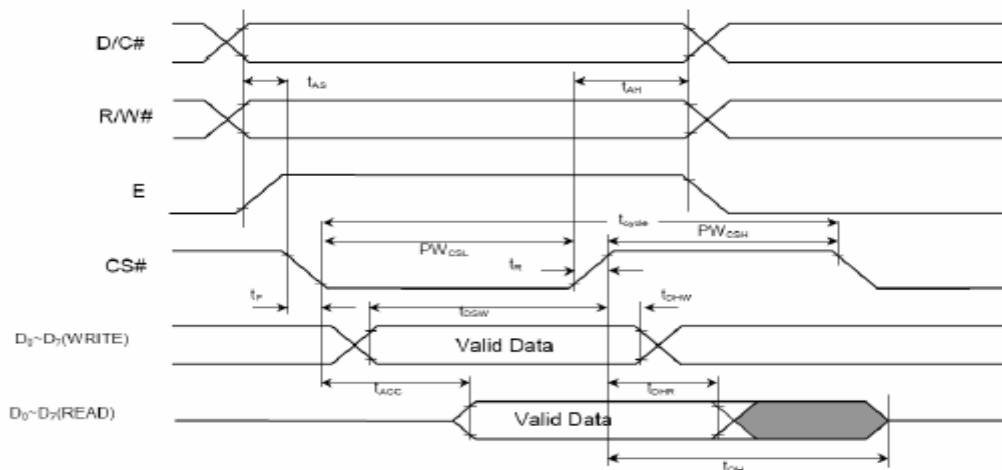 D/C#
tAS
tAH
R/W#
E
tcycle
PWCSL
PWCSH
CS#
tR
tF
tDSW
tDHW
D0~D7(WRITE)
Valid Data
tACC
tDHR
D0~D7(READ)
Valid Data
tOH